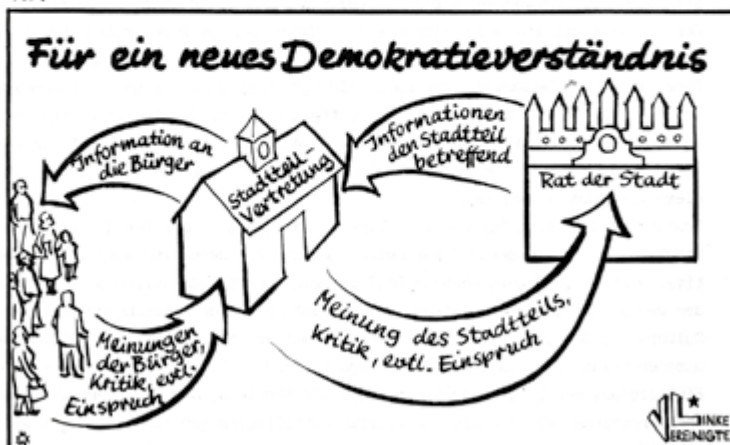 Für ein neues Demokratieverständnis
Information an
die Bürger
Stadtteil-
Vertretung
Informationen
den Stadtteil
betreffend
Rat der Stadt
Meinungen
der Bürger,
Kritik, evtl.
Einspruch
Meinung des Stadtteils,
Kritik, evtl. Einspruch
LINKE
VEREINIGTE